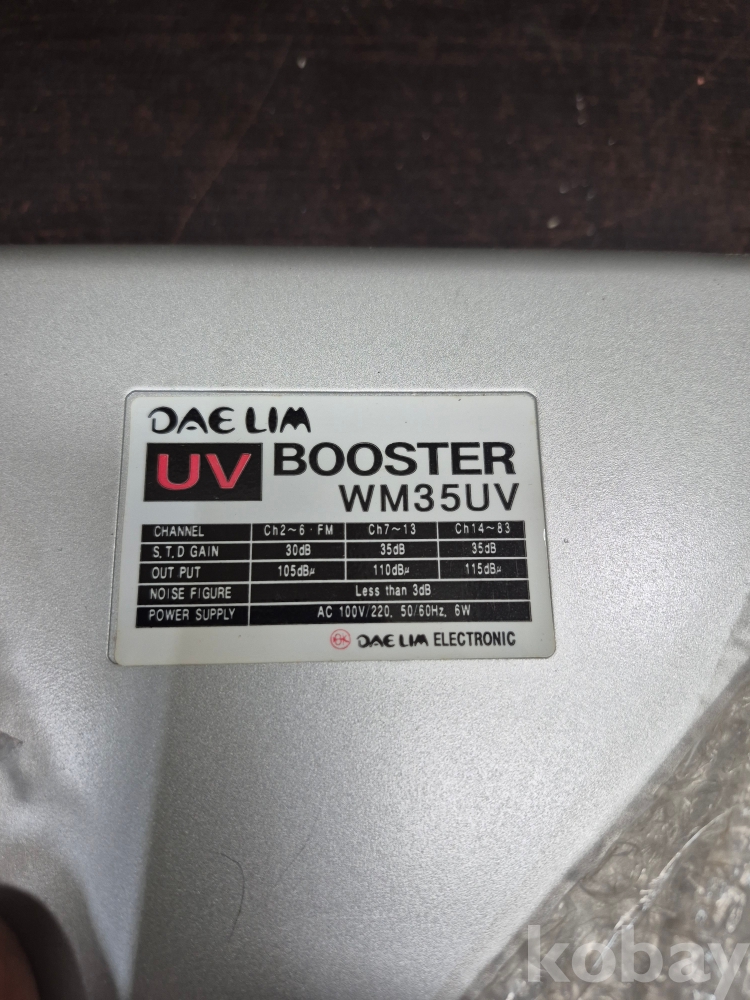 DAE LIM
UV BOOSTER
WM35UV
CHANNEL Ch2~6·FM Ch7~13 Ch14~83
S.T.D GAIN 30dB 35dB 35dB
OUT PUT 105dBμ 110dBμ 115dBμ
NOISE FIGURE Less than 3dB
POWER SUPPLY AC 100V/220, 50/60Hz, 6W
DAE LIM ELECTRONIC
kobay